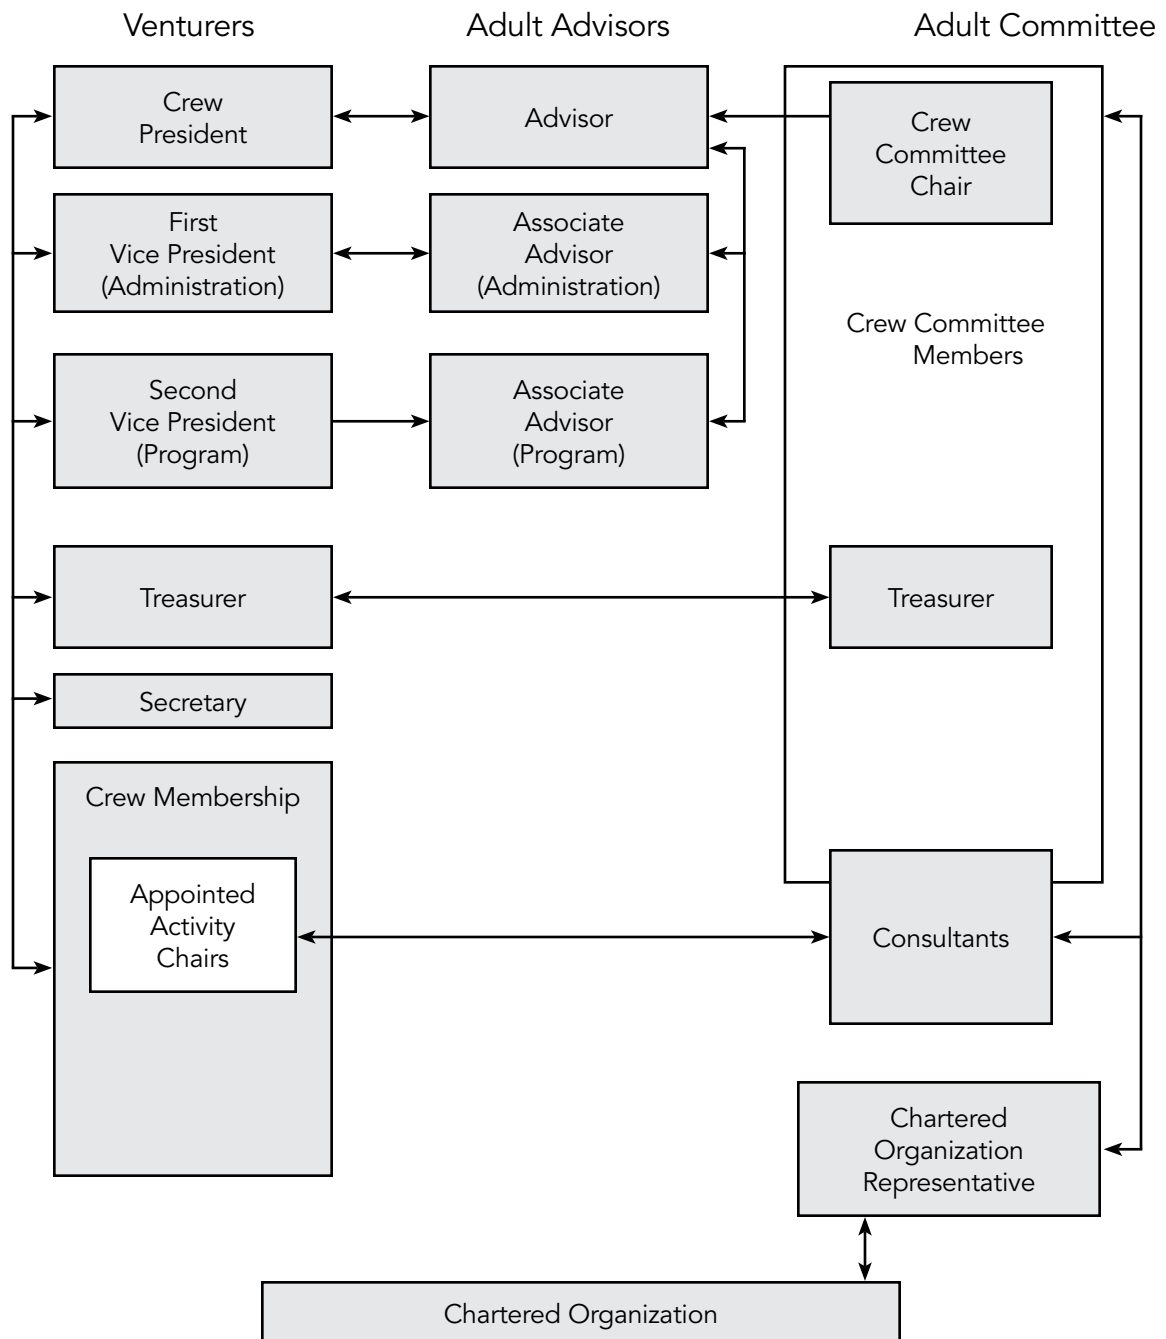 Venturers
Adult Advisors
Adult Committee
Crew
President
Advisor
Crew
Committee
Chair
First
Vice President
(Administration)
Associate
Advisor
(Administration)
Crew Committee
Members
Second
Vice President
(Program)
Associate
Advisor
(Program)
Treasurer
Treasurer
Secretary
Crew Membership
Appointed
Activity
Chairs
Consultants
Chartered
Organization
Representative
Chartered Organization